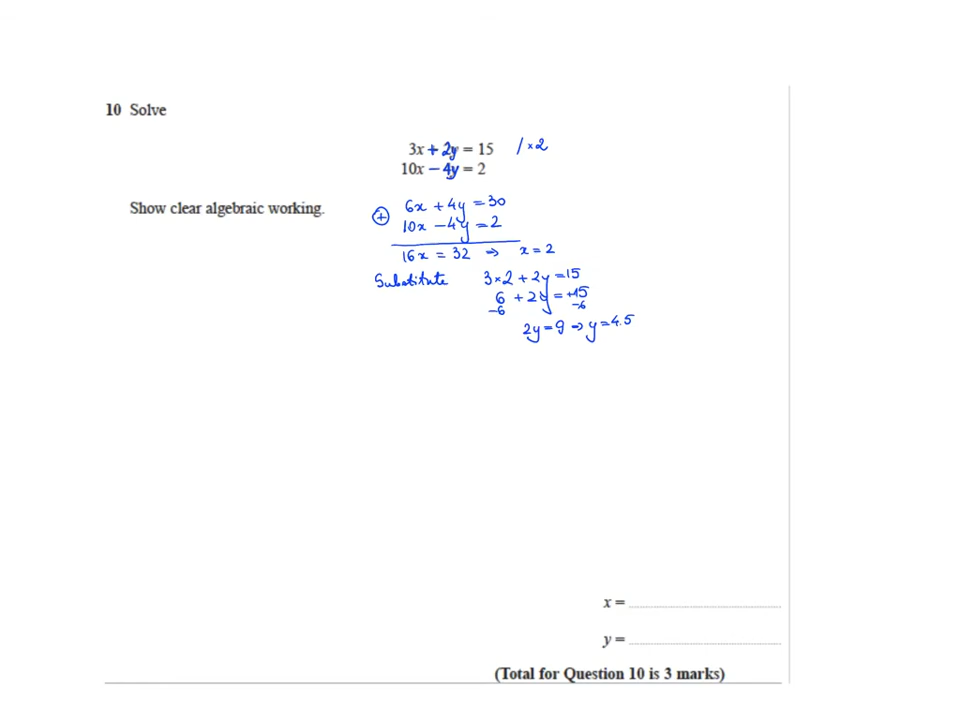 10 Solve
3x + 2y = 15 / × 2
10x − 4y = 2
Show clear algebraic working.
6x + 4y = 30
+ 10x − 4y = 2
16x = 32 ⇒ x = 2
Substitute 3 × 2 + 2y = 15
6 + 2y = +15
−6 −6
2y = 9 ⇒ y = 4.5
x =
y =
(Total for Question 10 is 3 marks)